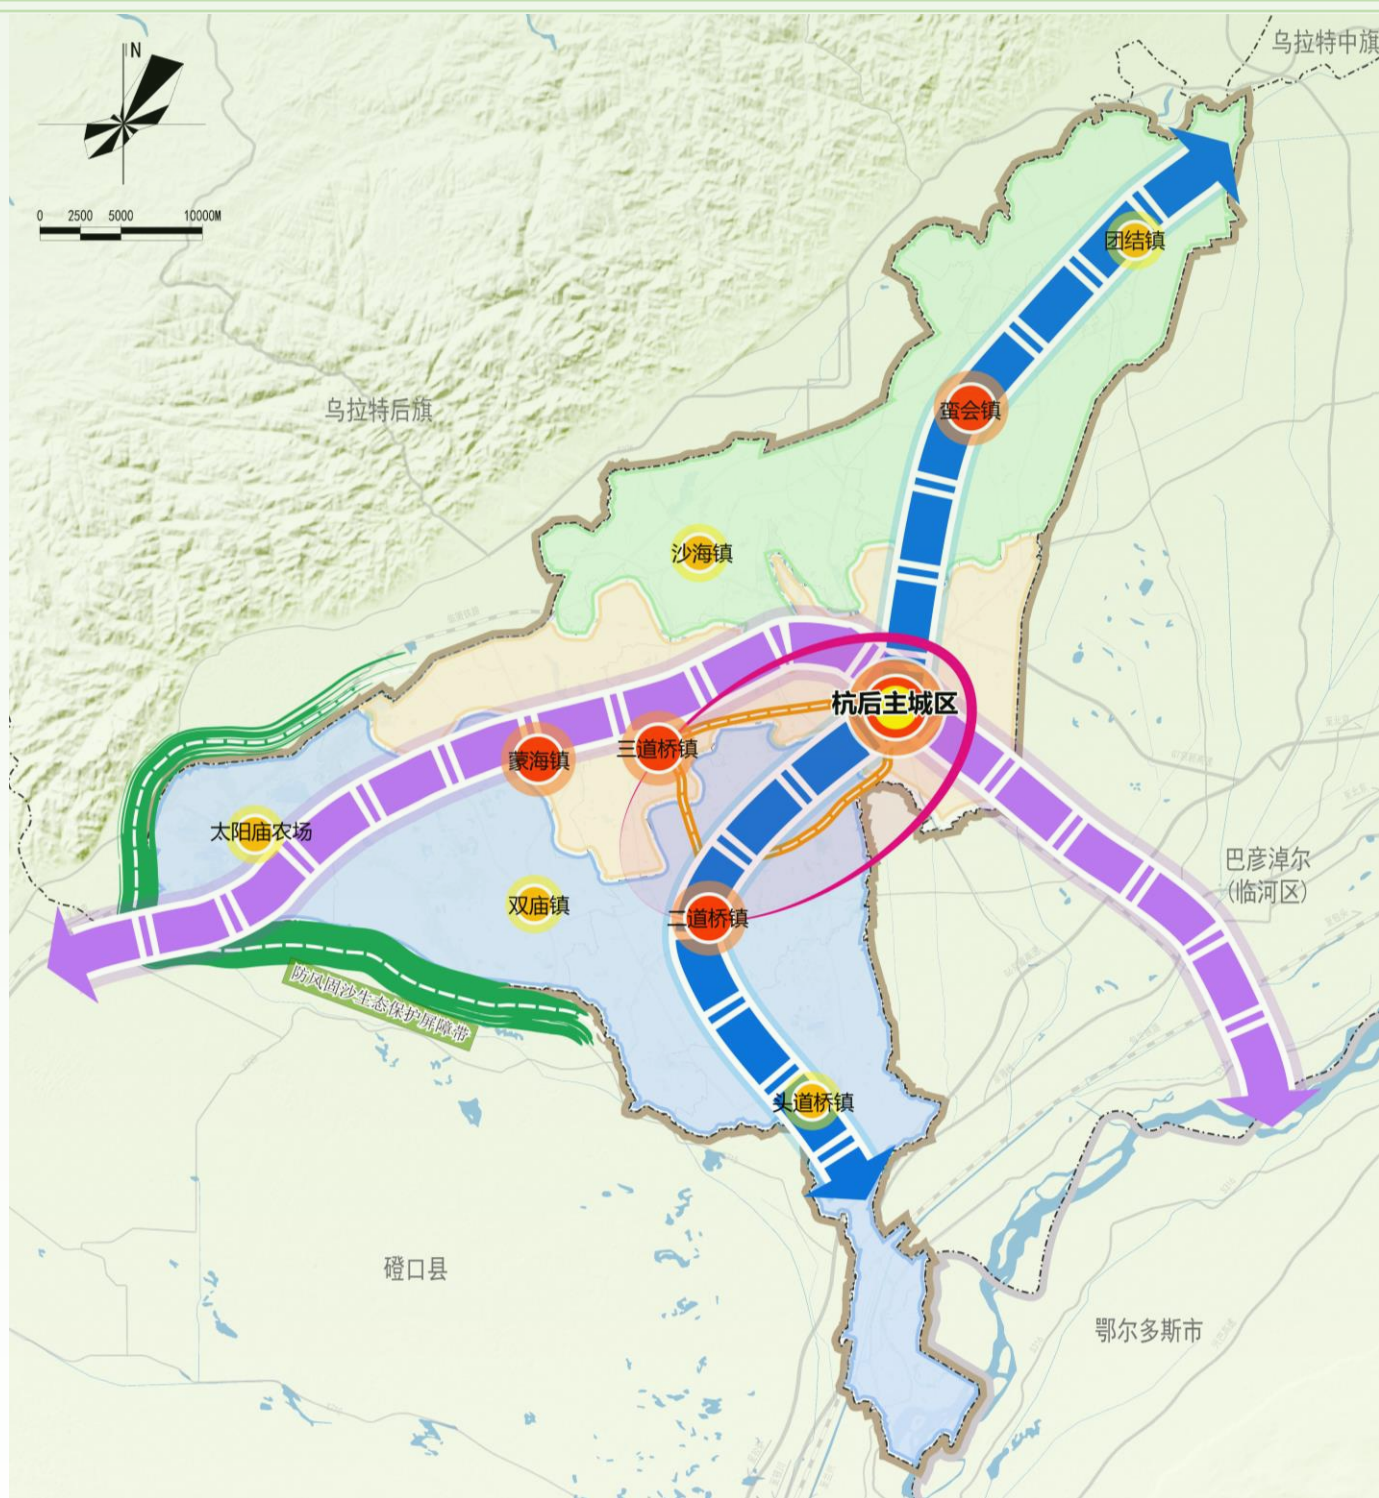 乌拉特中旗
N
0 2500 5000 10000M
团结镇
乌拉特后旗
蛮会镇
沙海镇
杭后主城区
三道桥镇
蒙海镇
太阳庙农场
巴彦淖尔
(临河区)
双庙镇
二道桥镇
防风固沙生态保护屏障带
头道桥镇
磴口县
鄂尔多斯市